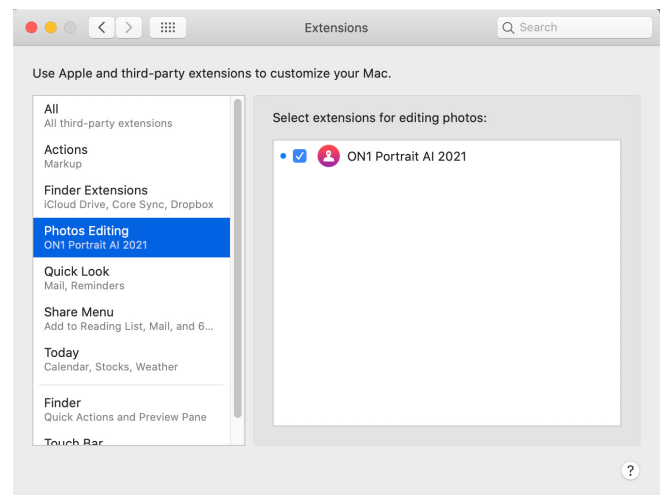 Extensions
Search
Use Apple and third-party extensions to customize your Mac.
All
All third-party extensions
Actions
Markup
Finder Extensions
iCloud Drive, Core Sync, Dropbox
Photos Editing
ON1 Portrait AI 2021
Quick Look
Mail, Reminders
Share Menu
Add to Reading List, Mail, and 6...
Today
Calendar, Stocks, Weather
Finder
Quick Actions and Preview Pane
Touch Bar
Select extensions for editing photos:
ON1 Portrait AI 2021
?